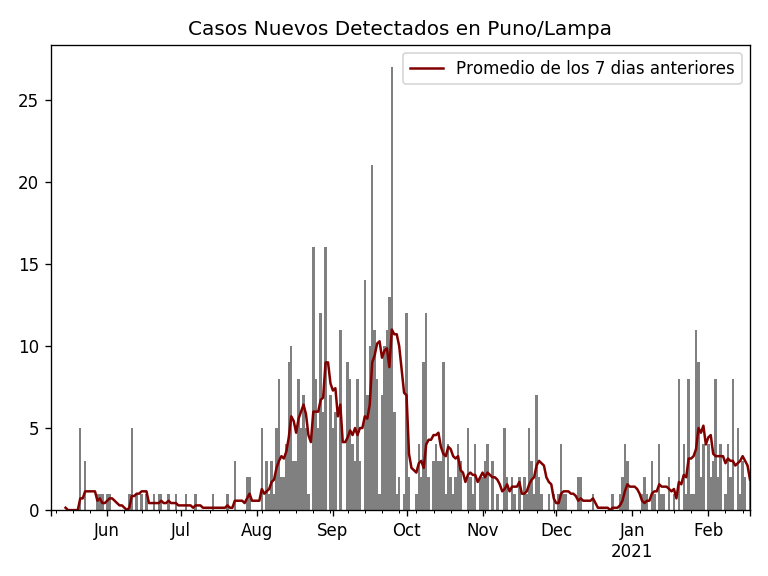 Casos Nuevos Detectados en Puno/Lampa
Promedio de los 7 dias anteriores
25
20
15
10
5
0
Jun Jul Aug Sep Oct Nov Dec Jan Feb
2021